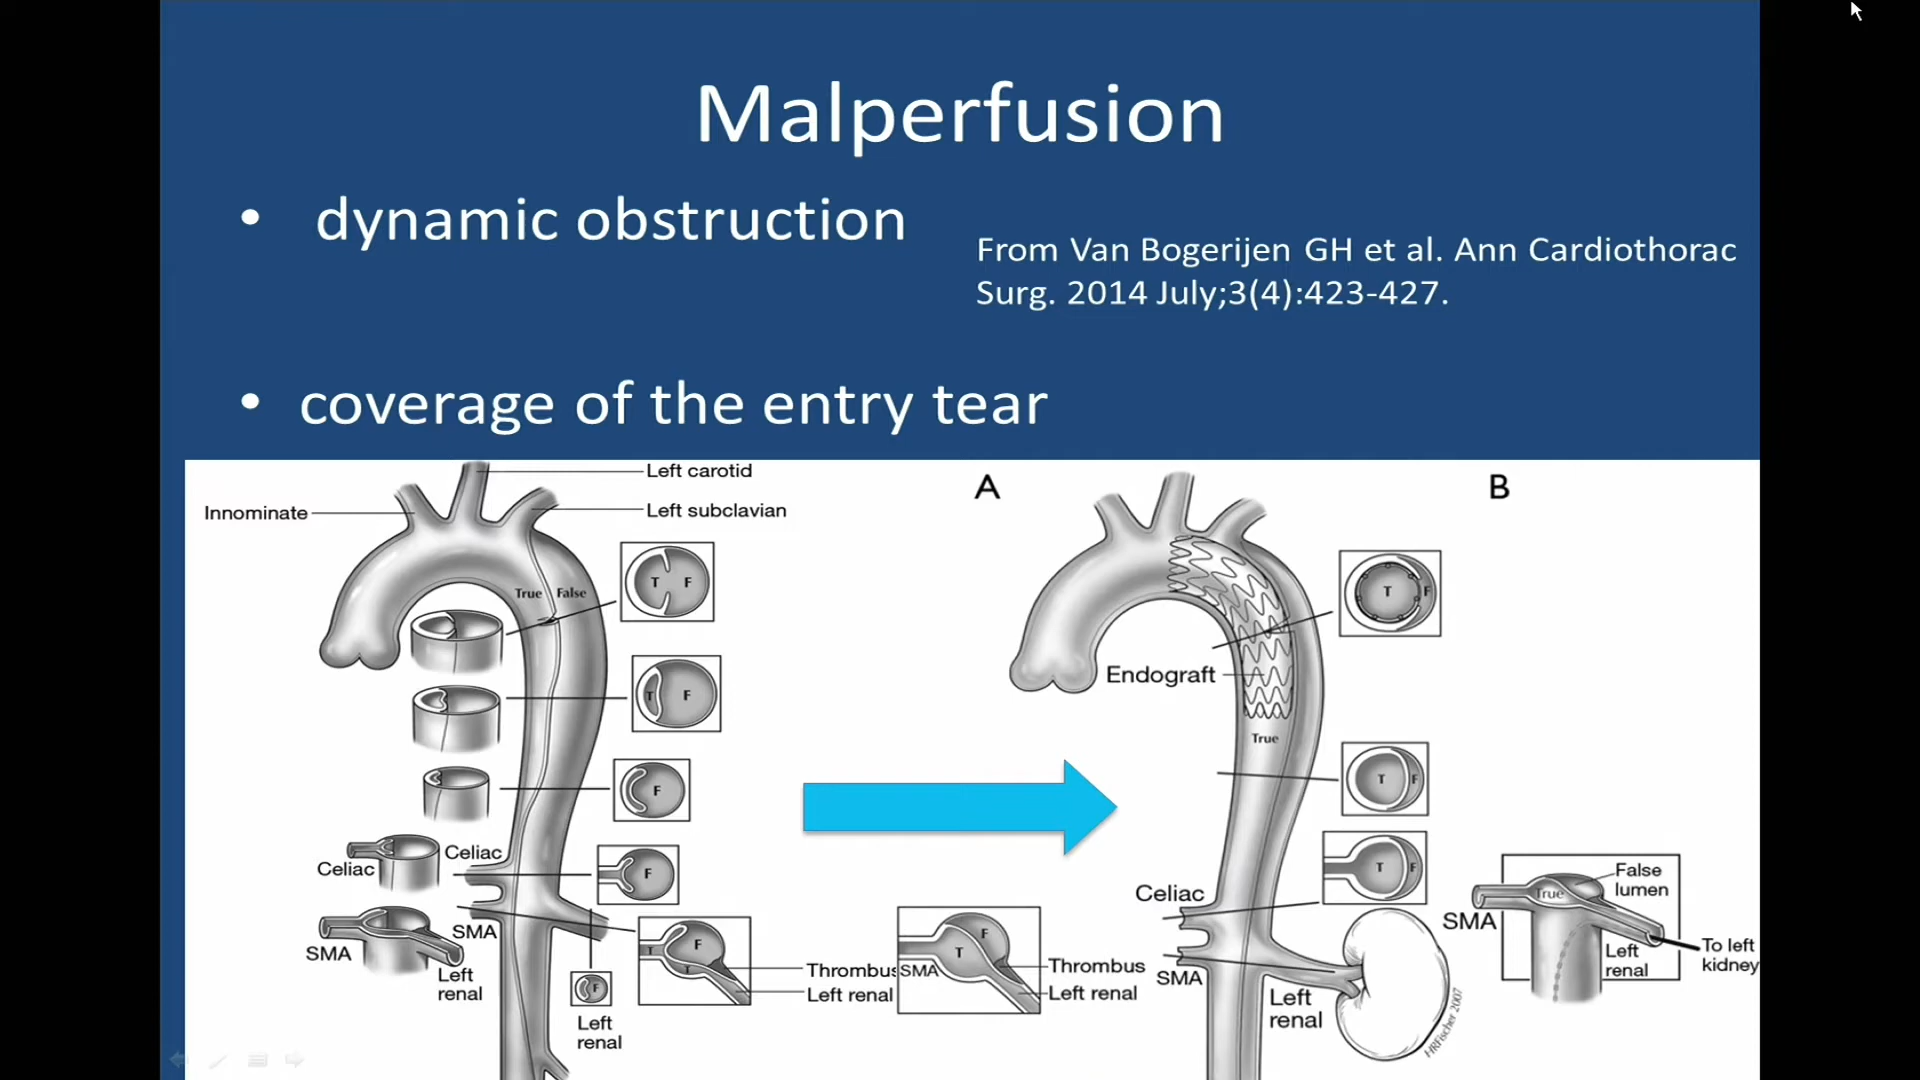 Malperfusion
• dynamic obstruction
From Van Bogerijen GH et al. Ann Cardiothorac
Surg. 2014 July;3(4):423-427.
• coverage of the entry tear
Left carotid
Left subclavian
Innominate
True
False
T F
T F
F
Celiac
Celiac
F
SMA
SMA
Left
renal
F
Left
renal
T
F
T
Thrombus
Left renal
A
B
Endograft
True
T F
T F
Celiac
T F
SMA
Left
renal
SMA
T
F
Thrombus
Left renal
HRFischer 2007
SMA
True
False
lumen
Left
renal
To left
kidney